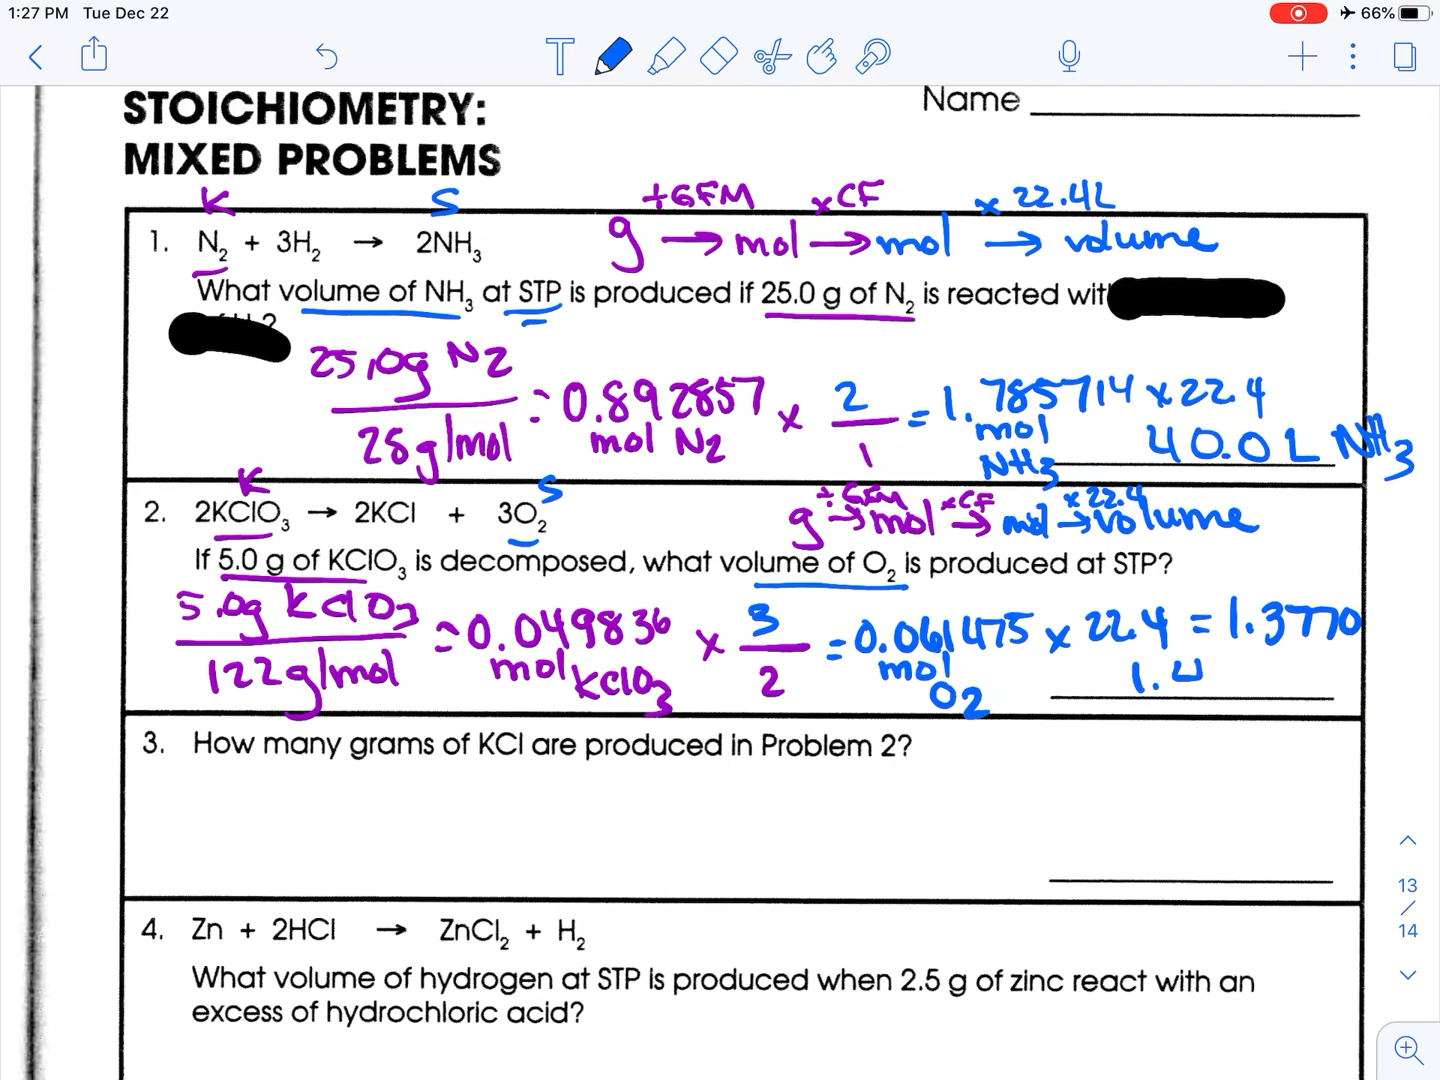 1:27 PM Tue Dec 22 66%
STOICHIOMETRY:
MIXED PROBLEMS
Name
K S ÷GFM xCF x 22.4L
g → mol → mol → volume
1. N₂ + 3H₂ → 2NH₃
What volume of NH₃ at STP is produced if 25.0 g of N₂ is reacted with
?
25.0g N2
28g/mol
= 0.892857 mol N2 x 2/1 = 1.785714 mol NH3 x 22.4
40.0 L NH3
K S ÷GFM xCF x 22.4
g → mol → mol → volume
2. 2KClO₃ → 2KCl + 3O₂
If 5.0 g of KClO₃ is decomposed, what volume of O₂ is produced at STP?
5.0g KClO3
122g/mol
= 0.049836 mol KClO3 x 3/2 = 0.061475 mol O2 x 22.4 = 1.3770
1.4
3. How many grams of KCl are produced in Problem 2?
4. Zn + 2HCl → ZnCl₂ + H₂
What volume of hydrogen at STP is produced when 2.5 g of zinc react with an
excess of hydrochloric acid?
13
/
14